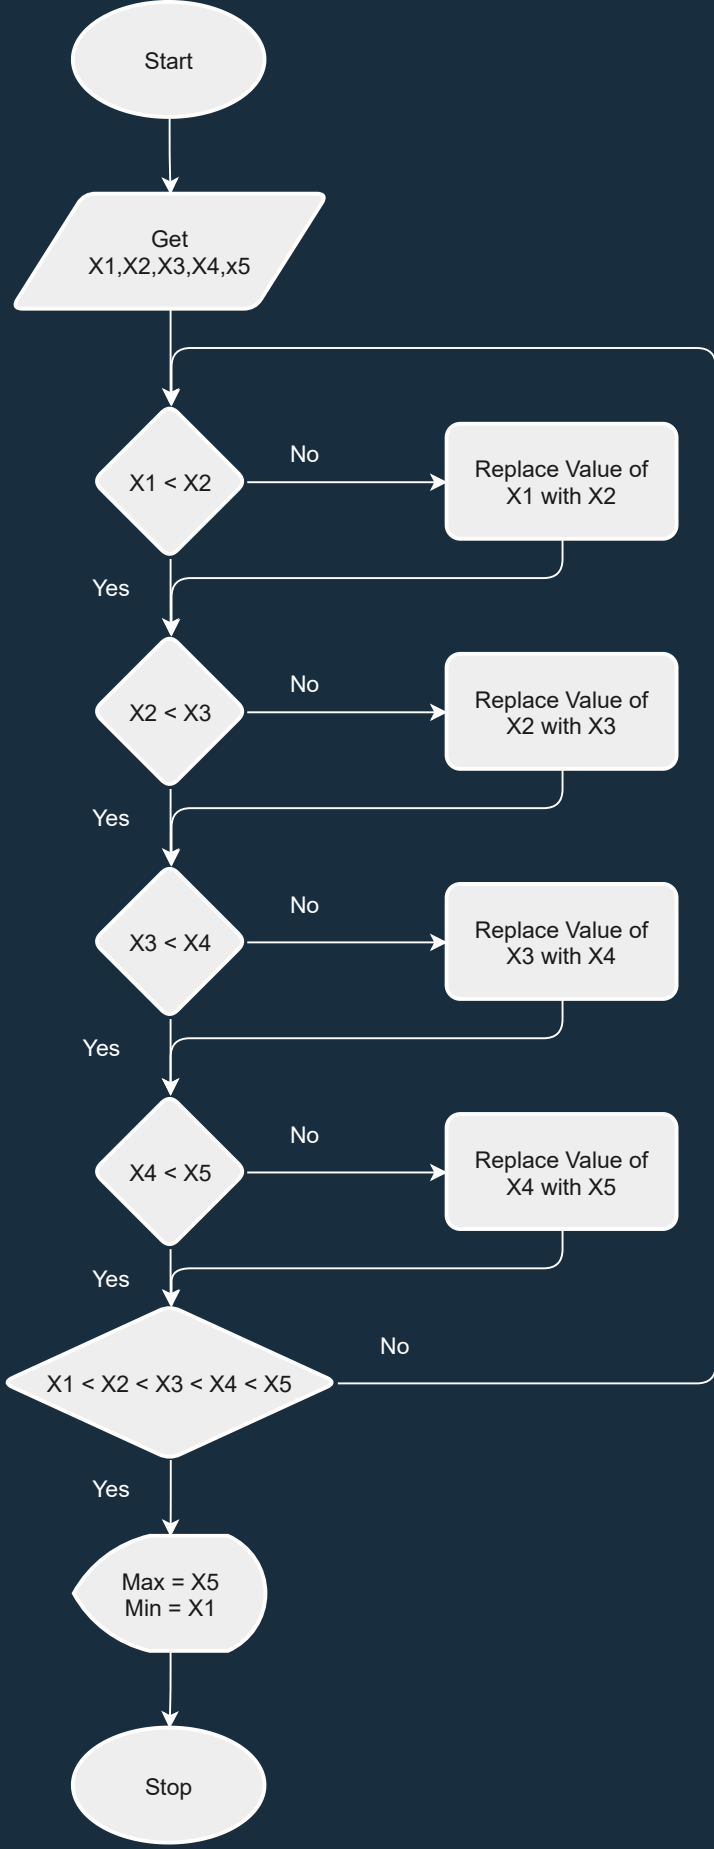 Start
Get
X1,X2,X3,X4,x5
X1 < X2
No
Replace Value of
X1 with X2
Yes
X2 < X3
No
Replace Value of
X2 with X3
Yes
X3 < X4
No
Replace Value of
X3 with X4
Yes
X4 < X5
No
Replace Value of
X4 with X5
Yes
X1 < X2 < X3 < X4 < X5
No
Yes
Max = X5
Min = X1
Stop